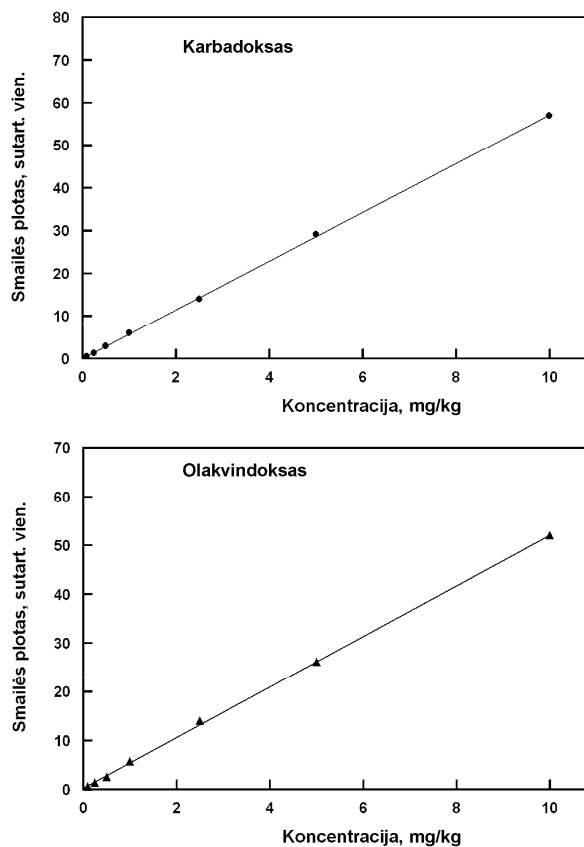 Karbadoksas
Smailės plotas, sutart. vien.
80
70
60
50
40
30
20
10
0
0 2 4 6 8 10
Koncentracija, mg/kg
Olakvindoksas
Smailės plotas, sutart. vien.
70
60
50
40
30
20
10
0
0 2 4 6 8 10
Koncentracija, mg/kg